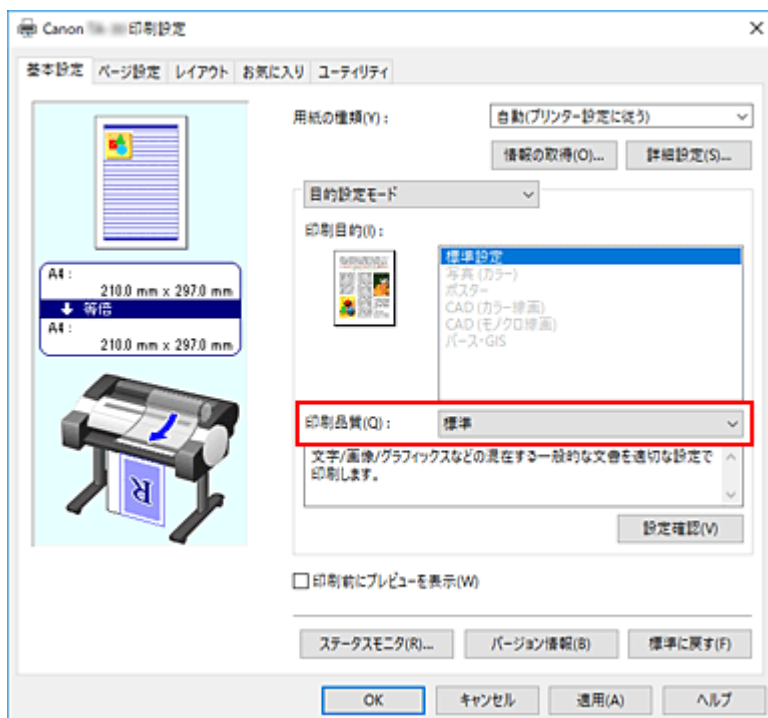 Canon 印刷設定
基本設定 ページ設定 レイアウト お気に入り ユーティリティ
用紙の種類(Y)： 自動(プリンター設定に従う)
情報の取得(O)... 詳細設定(S)...
目的設定モード
印刷目的(I)：
標準設定
写真 (カラー)
ポスター
CAD (カラー線画)
CAD (モノクロ線画)
パース・GIS
A4 :
210.0 mm x 297.0 mm
等倍
A4 :
210.0 mm x 297.0 mm
印刷品質(Q)： 標準
文字/画像/グラフィックスなどの混在する一般的な文書を適切な設定で
印刷します。
設定確認(V)
印刷前にプレビューを表示(W)
ステータスモニタ(R)... バージョン情報(B) 標準に戻す(F)
OK キャンセル 適用(A) ヘルプ
R